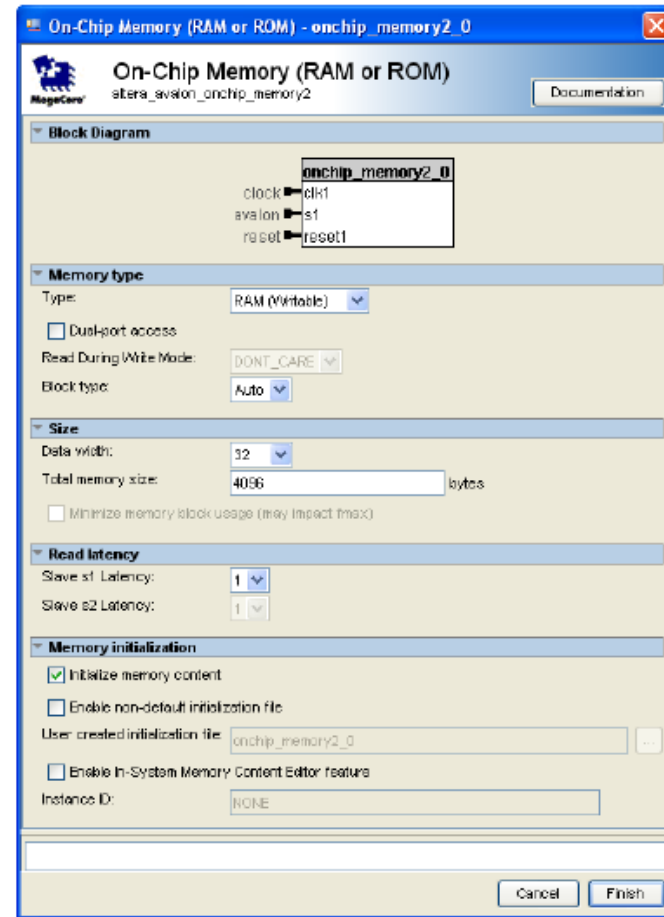 On-Chip Memory (RAM or ROM) - onchip_memory2_0
MegaCore'
On-Chip Memory (RAM or ROM)
altera_avalon_onchip_memory2
Documentation
Block Diagram
onchip_memory2_0
clock clk1
avalon s1
reset reset1
Memory type
Type: RAM (Writable)
Dual-port access
Read During Write Mode: DONT_CARE
Block type: Auto
Size
Data width: 32
Total memory size: 4096 bytes
Minimize memory block usage (may impact fmax)
Read latency
Slave s1 Latency: 1
Slave s2 Latency: 1
Memory initialization
Initialize memory content
Enable non-default initialization file
User created initialization file: onchip_memory2_0 ...
Enable In-System Memory Content Editor feature
Instance ID: NONE
Cancel Finish